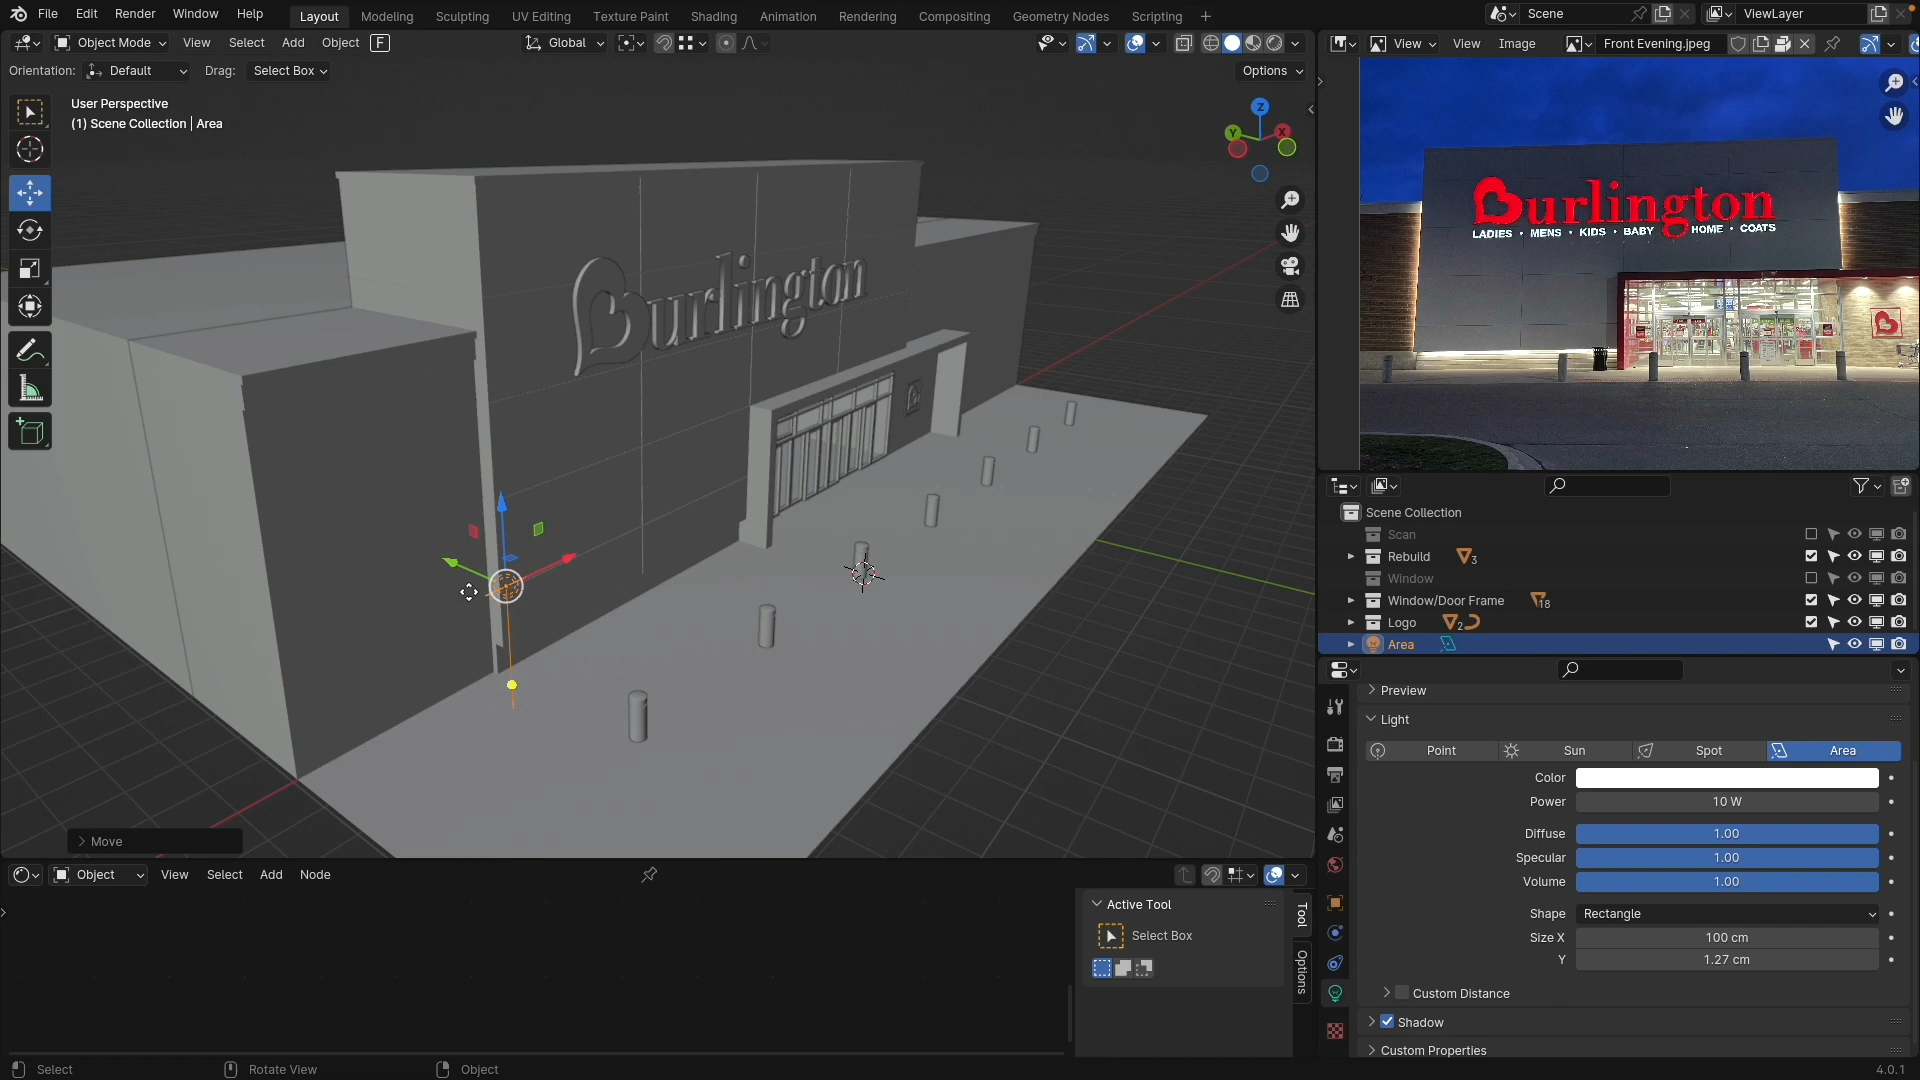 File Edit Render Window Help Layout Modeling Sculpting UV Editing Texture Paint Shading Animation Rendering Compositing Geometry Nodes Scripting + Scene ViewLayer
Object Mode View Select Add Object F Global View View Image Front Evening.jpeg
Orientation: Default Drag: Select Box Options
User Perspective
(1) Scene Collection | Area
Z
Y
X
Burlington
Burlington
LADIES • MENS • KIDS • BABY HOME • COATS
Scene Collection
Scan
Rebuild 3
Window
Window/Door Frame 18
Logo 2
Area
Preview
Light
Point Sun Spot Area
Color
Power 10 W
Diffuse 1.00
Specular 1.00
Volume 1.00
Shape Rectangle
Size X 100 cm
Y 1.27 cm
Custom Distance
Shadow
Custom Properties
Move
Object View Select Add Node Object
Active Tool
Select Box
Tool
Options
Select Rotate View Object 4.0.1